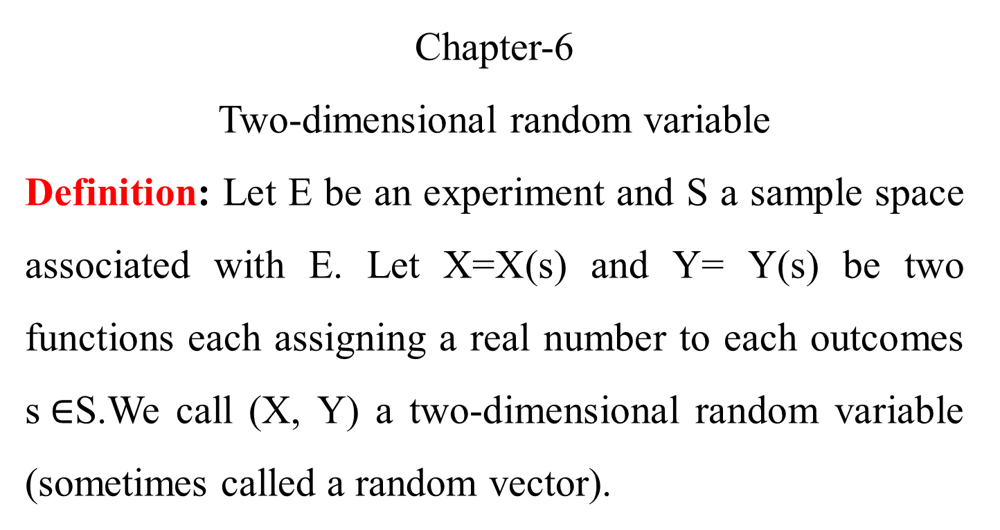 Chapter-6
Two-dimensional random variable
Definition: Let E be an experiment and S a sample space
associated with E. Let X=X(s) and Y= Y(s) be two
functions each assigning a real number to each outcomes
s ∈S.We call (X, Y) a two-dimensional random variable
(sometimes called a random vector).